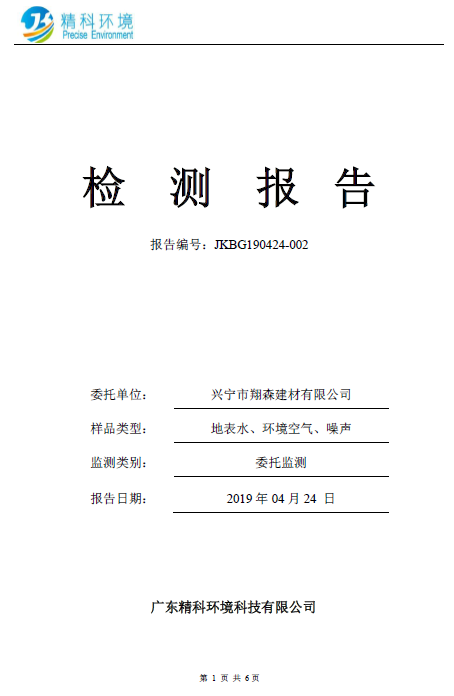 精科环境
Precise Environment
检测报告
报告编号：JKBG190424-002
委托单位： 兴宁市翔森建材有限公司
样品类型： 地表水、环境空气、噪声
监测类别： 委托监测
报告日期： 2019 年 04 月 24 日
广东精科环境科技有限公司
第 1 页 共 6 页